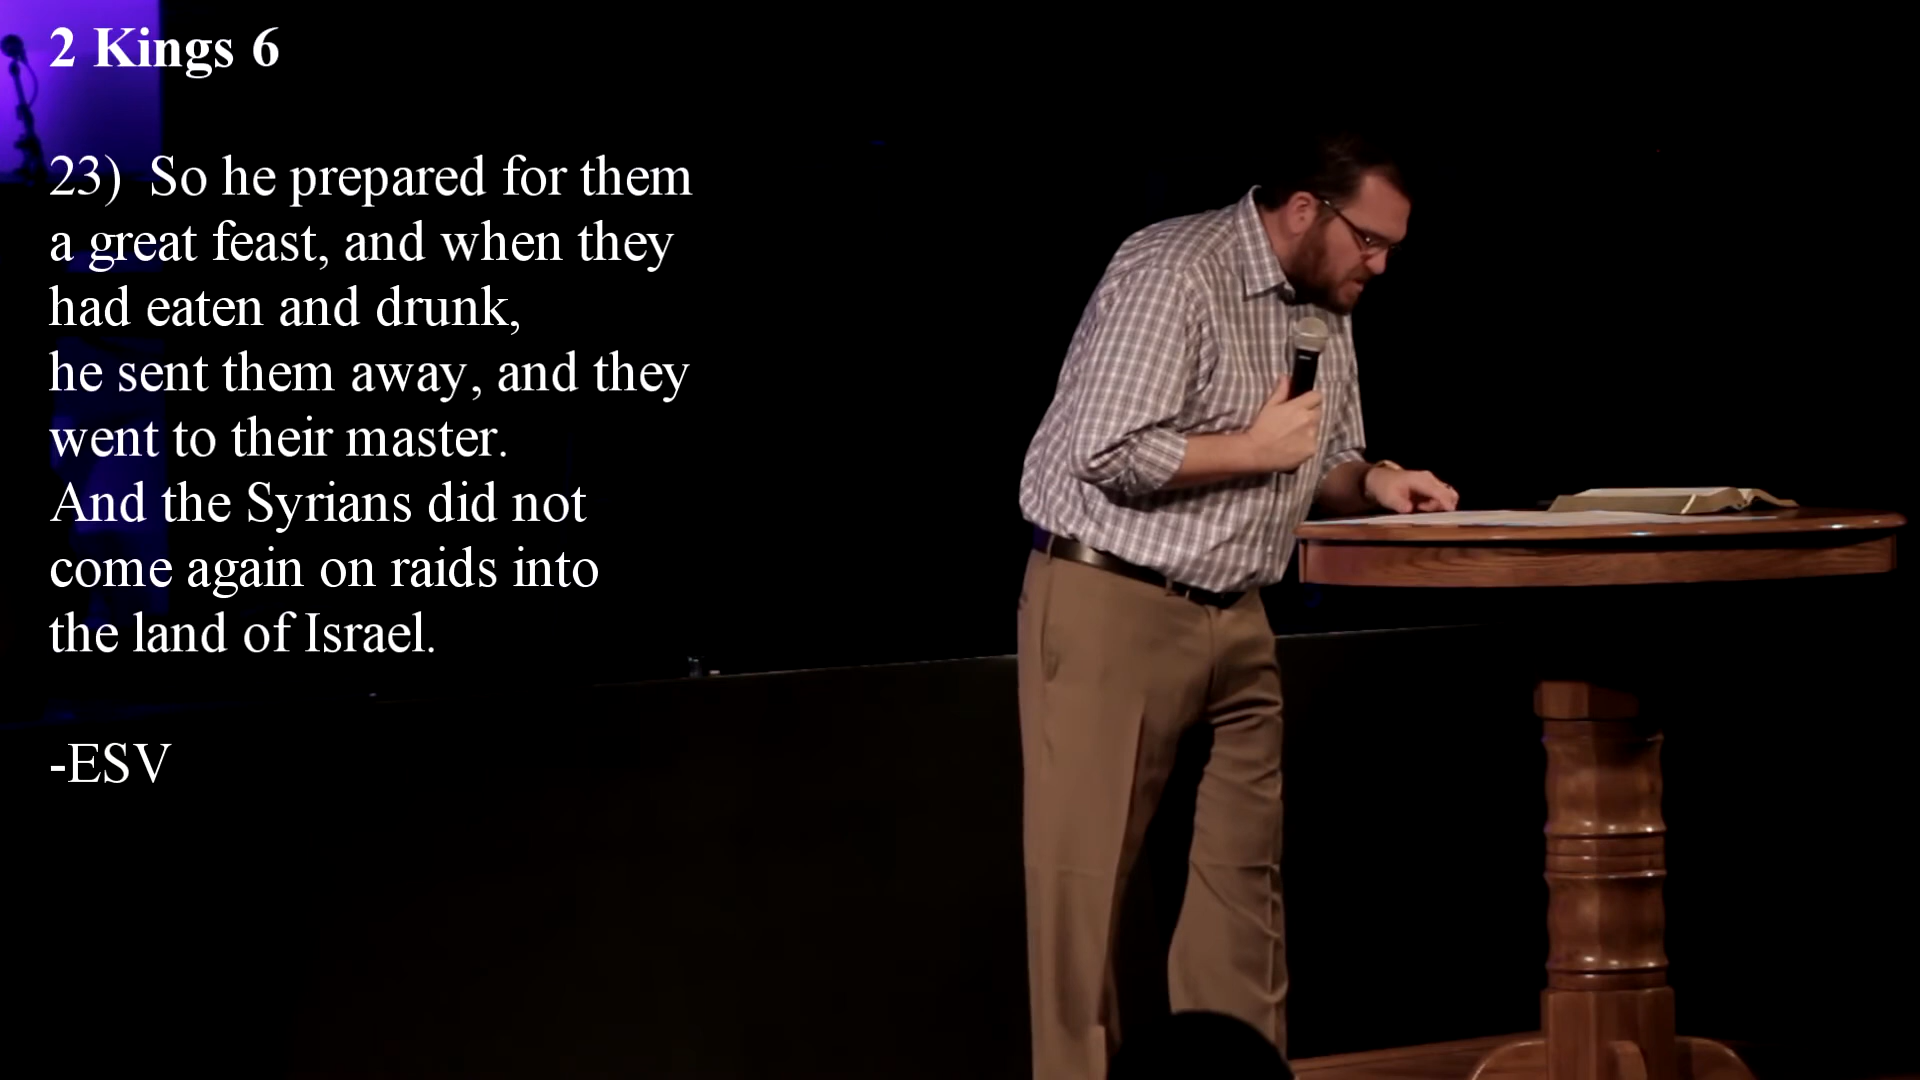 2 Kings 6
23) So he prepared for them
a great feast, and when they
had eaten and drunk,
he sent them away, and they
went to their master.
And the Syrians did not
come again on raids into
the land of Israel.
-ESV